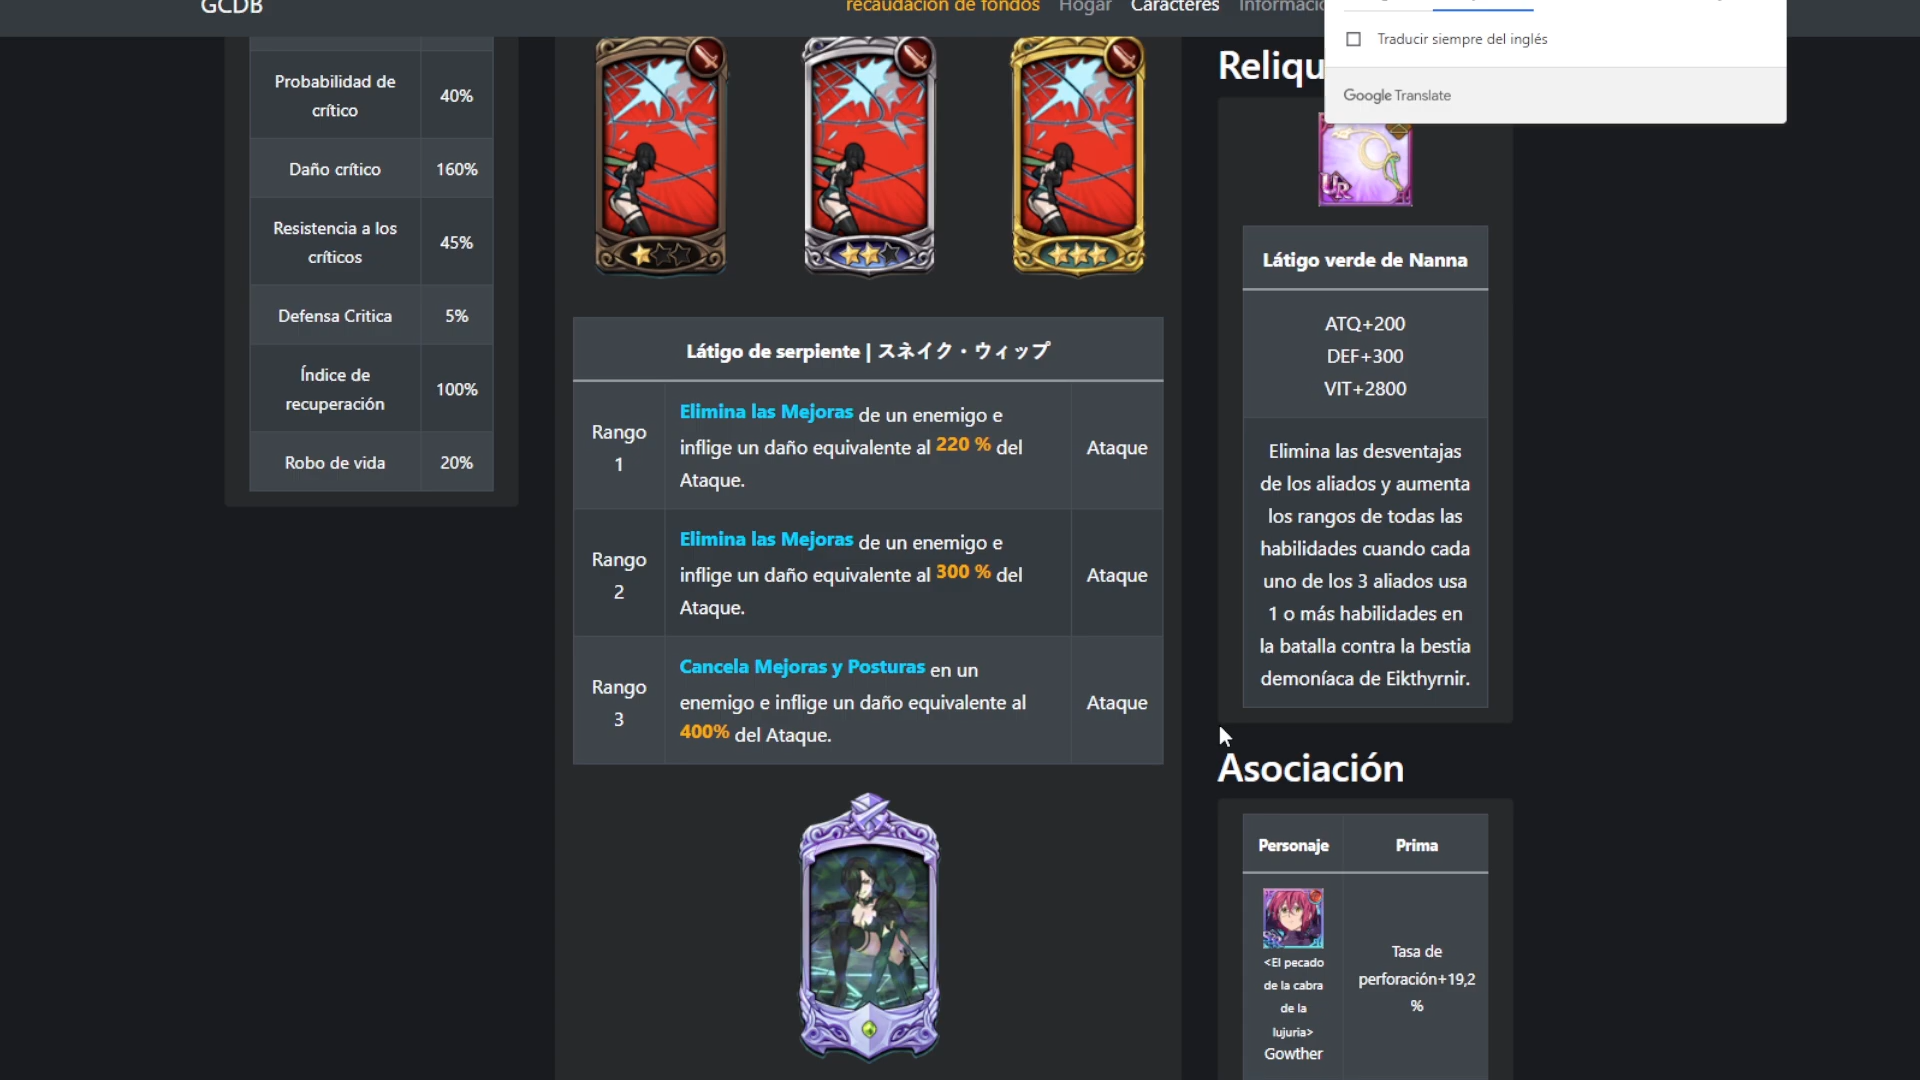 GCDB
recaudación de fondos Hogar Caracteres
Traducir siempre del inglés
Google Translate
Probabilidad de
crítico
40%
Daño crítico
160%
Resistencia a los
críticos
45%
Defensa Critica
5%
Índice de
recuperación
100%
Robo de vida
20%
Látigo de serpiente | スネイク・ウィップ
Rango
1
Elimina las Mejoras de un enemigo e
inflige un daño equivalente al 220 % del
Ataque.
Ataque
Rango
2
Elimina las Mejoras de un enemigo e
inflige un daño equivalente al 300 % del
Ataque.
Ataque
Rango
3
Cancela Mejoras y Posturas en un
enemigo e inflige un daño equivalente al
400% del Ataque.
Ataque
Reliqu
UR
Látigo verde de Nanna
ATQ+200
DEF+300
VIT+2800
Elimina las desventajas
de los aliados y aumenta
los rangos de todas las
habilidades cuando cada
uno de los 3 aliados usa
1 o más habilidades en
la batalla contra la bestia
demoníaca de Eikthyrnir.
Asociación
Personaje
Prima
<El pecado
de la cabra
de la
lujuria>
Gowther
Tasa de
perforación+19,2
%